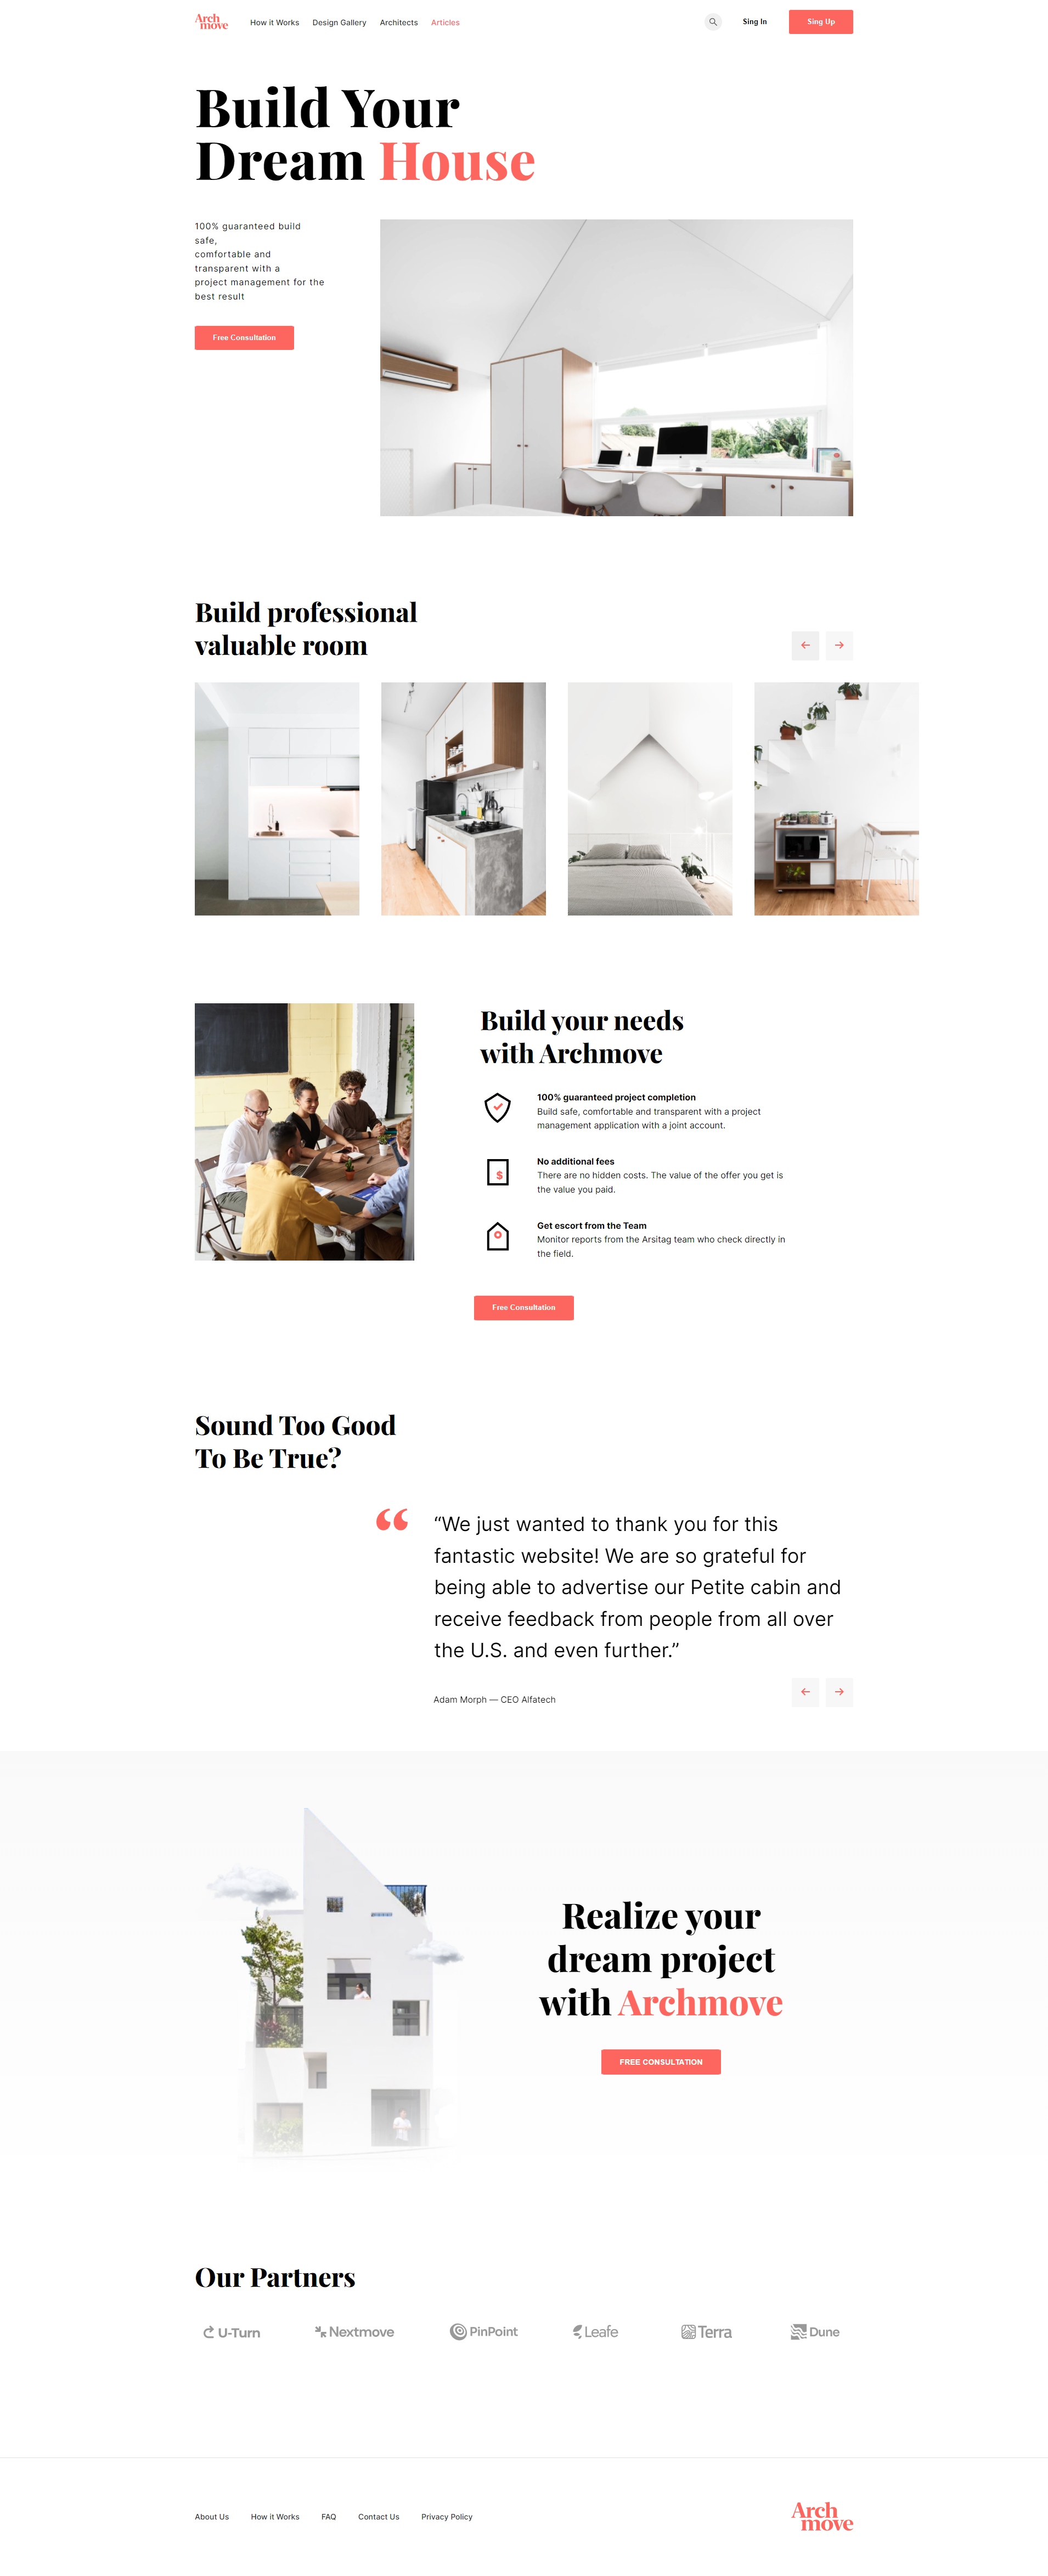 Arch
move
How it Works
Design Gallery
Architects
Articles
Sing In
Sing Up
Build Your
Dream House
100% guaranteed build
safe,
comfortable and
transparent with a
project management for the
best result
Free Consultation
Build professional
valuable room
Build your needs
with Archmove
100% guaranteed project completion
Build safe, comfortable and transparent with a project
management application with a joint account.
$
No additional fees
There are no hidden costs. The value of the offer you get is
the value you paid.
Get escort from the Team
Monitor reports from the Arsitag team who check directly in
the field.
Free Consultation
Sound Too Good
To Be True?
“
“We just wanted to thank you for this
fantastic website! We are so grateful for
being able to advertise our Petite cabin and
receive feedback from people from all over
the U.S. and even further.”
Adam Morph — CEO Alfatech
Realize your
dream project
with Archmove
FREE CONSULTATION
Our Partners
U-Turn
Nextmove
PinPoint
Leafe
Terra
Dune
About Us
How it Works
FAQ
Contact Us
Privacy Policy
Arch
move